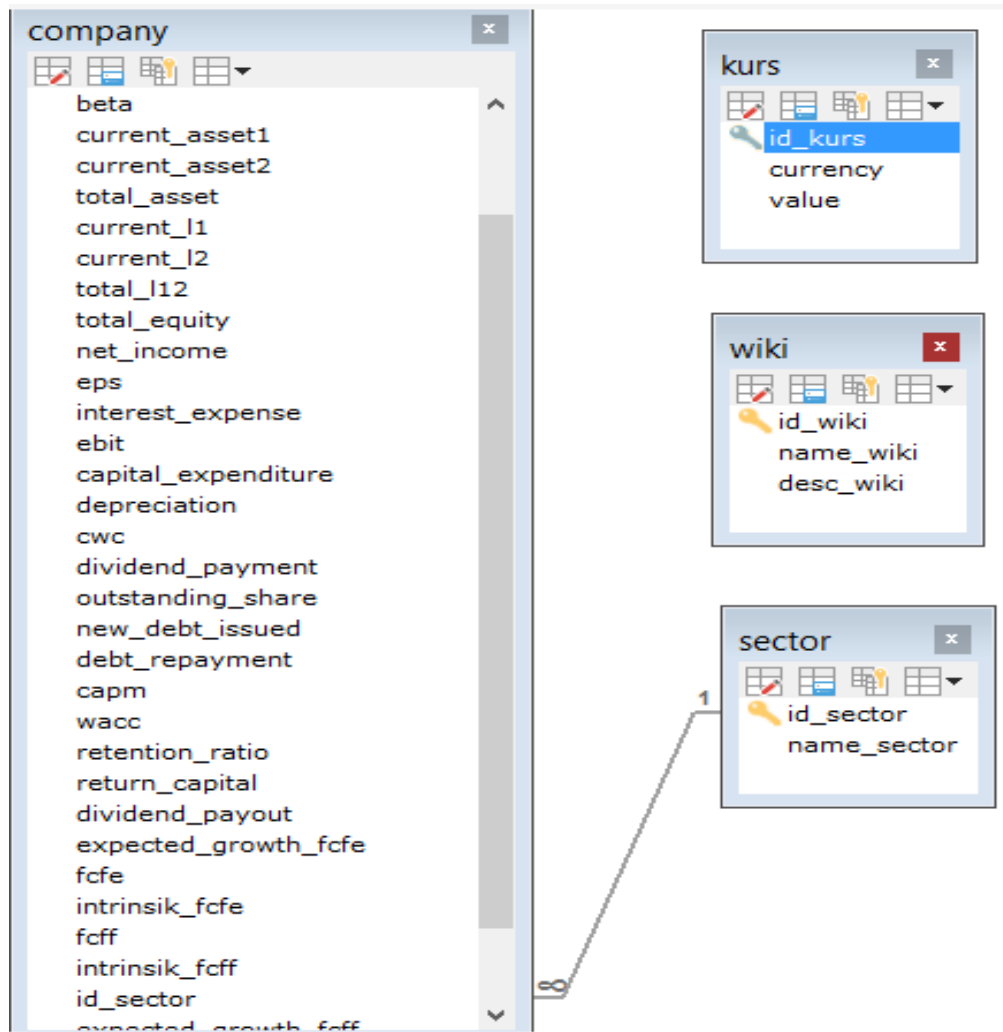 company
beta
current_asset1
current_asset2
total_asset
current_l1
current_l2
total_l12
total_equity
net_income
eps
interest_expense
ebit
capital_expenditure
depreciation
cwc
dividend_payment
outstanding_share
new_debt_issued
debt_repayment
capm
wacc
retention_ratio
return_capital
dividend_payout
expected_growth_fcfe
fcfe
intrinsik_fcfe
fcff
intrinsik_fcff
id_sector
expected_growth_fcff
kurs
id_kurs
currency
value
wiki
id_wiki
name_wiki
desc_wiki
sector
id_sector
name_sector
1
∞